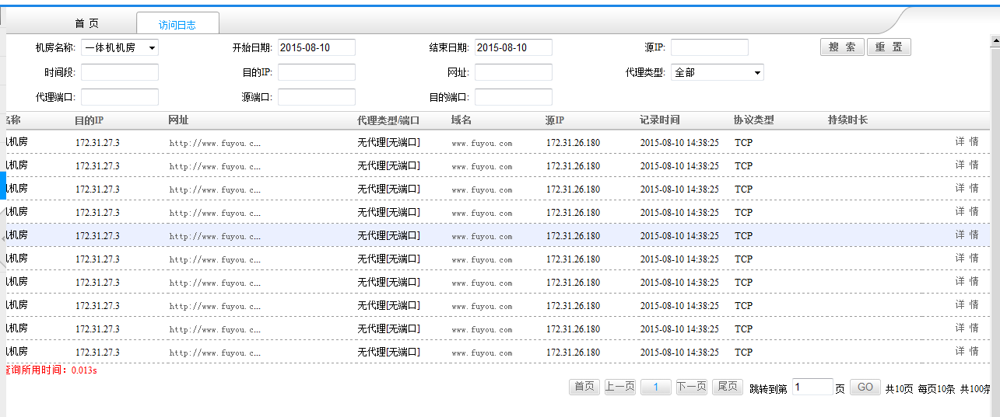 首 页 访问日志
机房名称: 一体机机房 开始日期: 2015-08-10 结束日期: 2015-08-10 源IP: 搜 索 重 置
时间段: 目的IP: 网址: 代理类型: 全部
代理端口: 源端口: 目的端口:
名称 目的IP 网址 代理类型/端口 域名 源IP 记录时间 协议类型 持续时长
机机房 172.31.27.3 http://www.fuyou.c... 无代理[无端口] www.fuyou.com 172.31.26.180 2015-08-10 14:38:25 TCP 详 情
机机房 172.31.27.3 http://www.fuyou.c... 无代理[无端口] www.fuyou.com 172.31.26.180 2015-08-10 14:38:25 TCP 详 情
机机房 172.31.27.3 http://www.fuyou.c... 无代理[无端口] www.fuyou.com 172.31.26.180 2015-08-10 14:38:25 TCP 详 情
机机房 172.31.27.3 http://www.fuyou.c... 无代理[无端口] www.fuyou.com 172.31.26.180 2015-08-10 14:38:25 TCP 详 情
机机房 172.31.27.3 http://www.fuyou.c... 无代理[无端口] www.fuyou.com 172.31.26.180 2015-08-10 14:38:25 TCP 详 情
机机房 172.31.27.3 http://www.fuyou.c... 无代理[无端口] www.fuyou.com 172.31.26.180 2015-08-10 14:38:25 TCP 详 情
机机房 172.31.27.3 http://www.fuyou.c... 无代理[无端口] www.fuyou.com 172.31.26.180 2015-08-10 14:38:25 TCP 详 情
机机房 172.31.27.3 http://www.fuyou.c... 无代理[无端口] www.fuyou.com 172.31.26.180 2015-08-10 14:38:25 TCP 详 情
机机房 172.31.27.3 http://www.fuyou.c... 无代理[无端口] www.fuyou.com 172.31.26.180 2015-08-10 14:38:25 TCP 详 情
机机房 172.31.27.3 http://www.fuyou.c... 无代理[无端口] www.fuyou.com 172.31.26.180 2015-08-10 14:38:25 TCP 详 情
查询所用时间：0.013s
首页 上一页 1 下一页 尾页 跳转到第 1 页 GO 共10页 每页10条 共100条